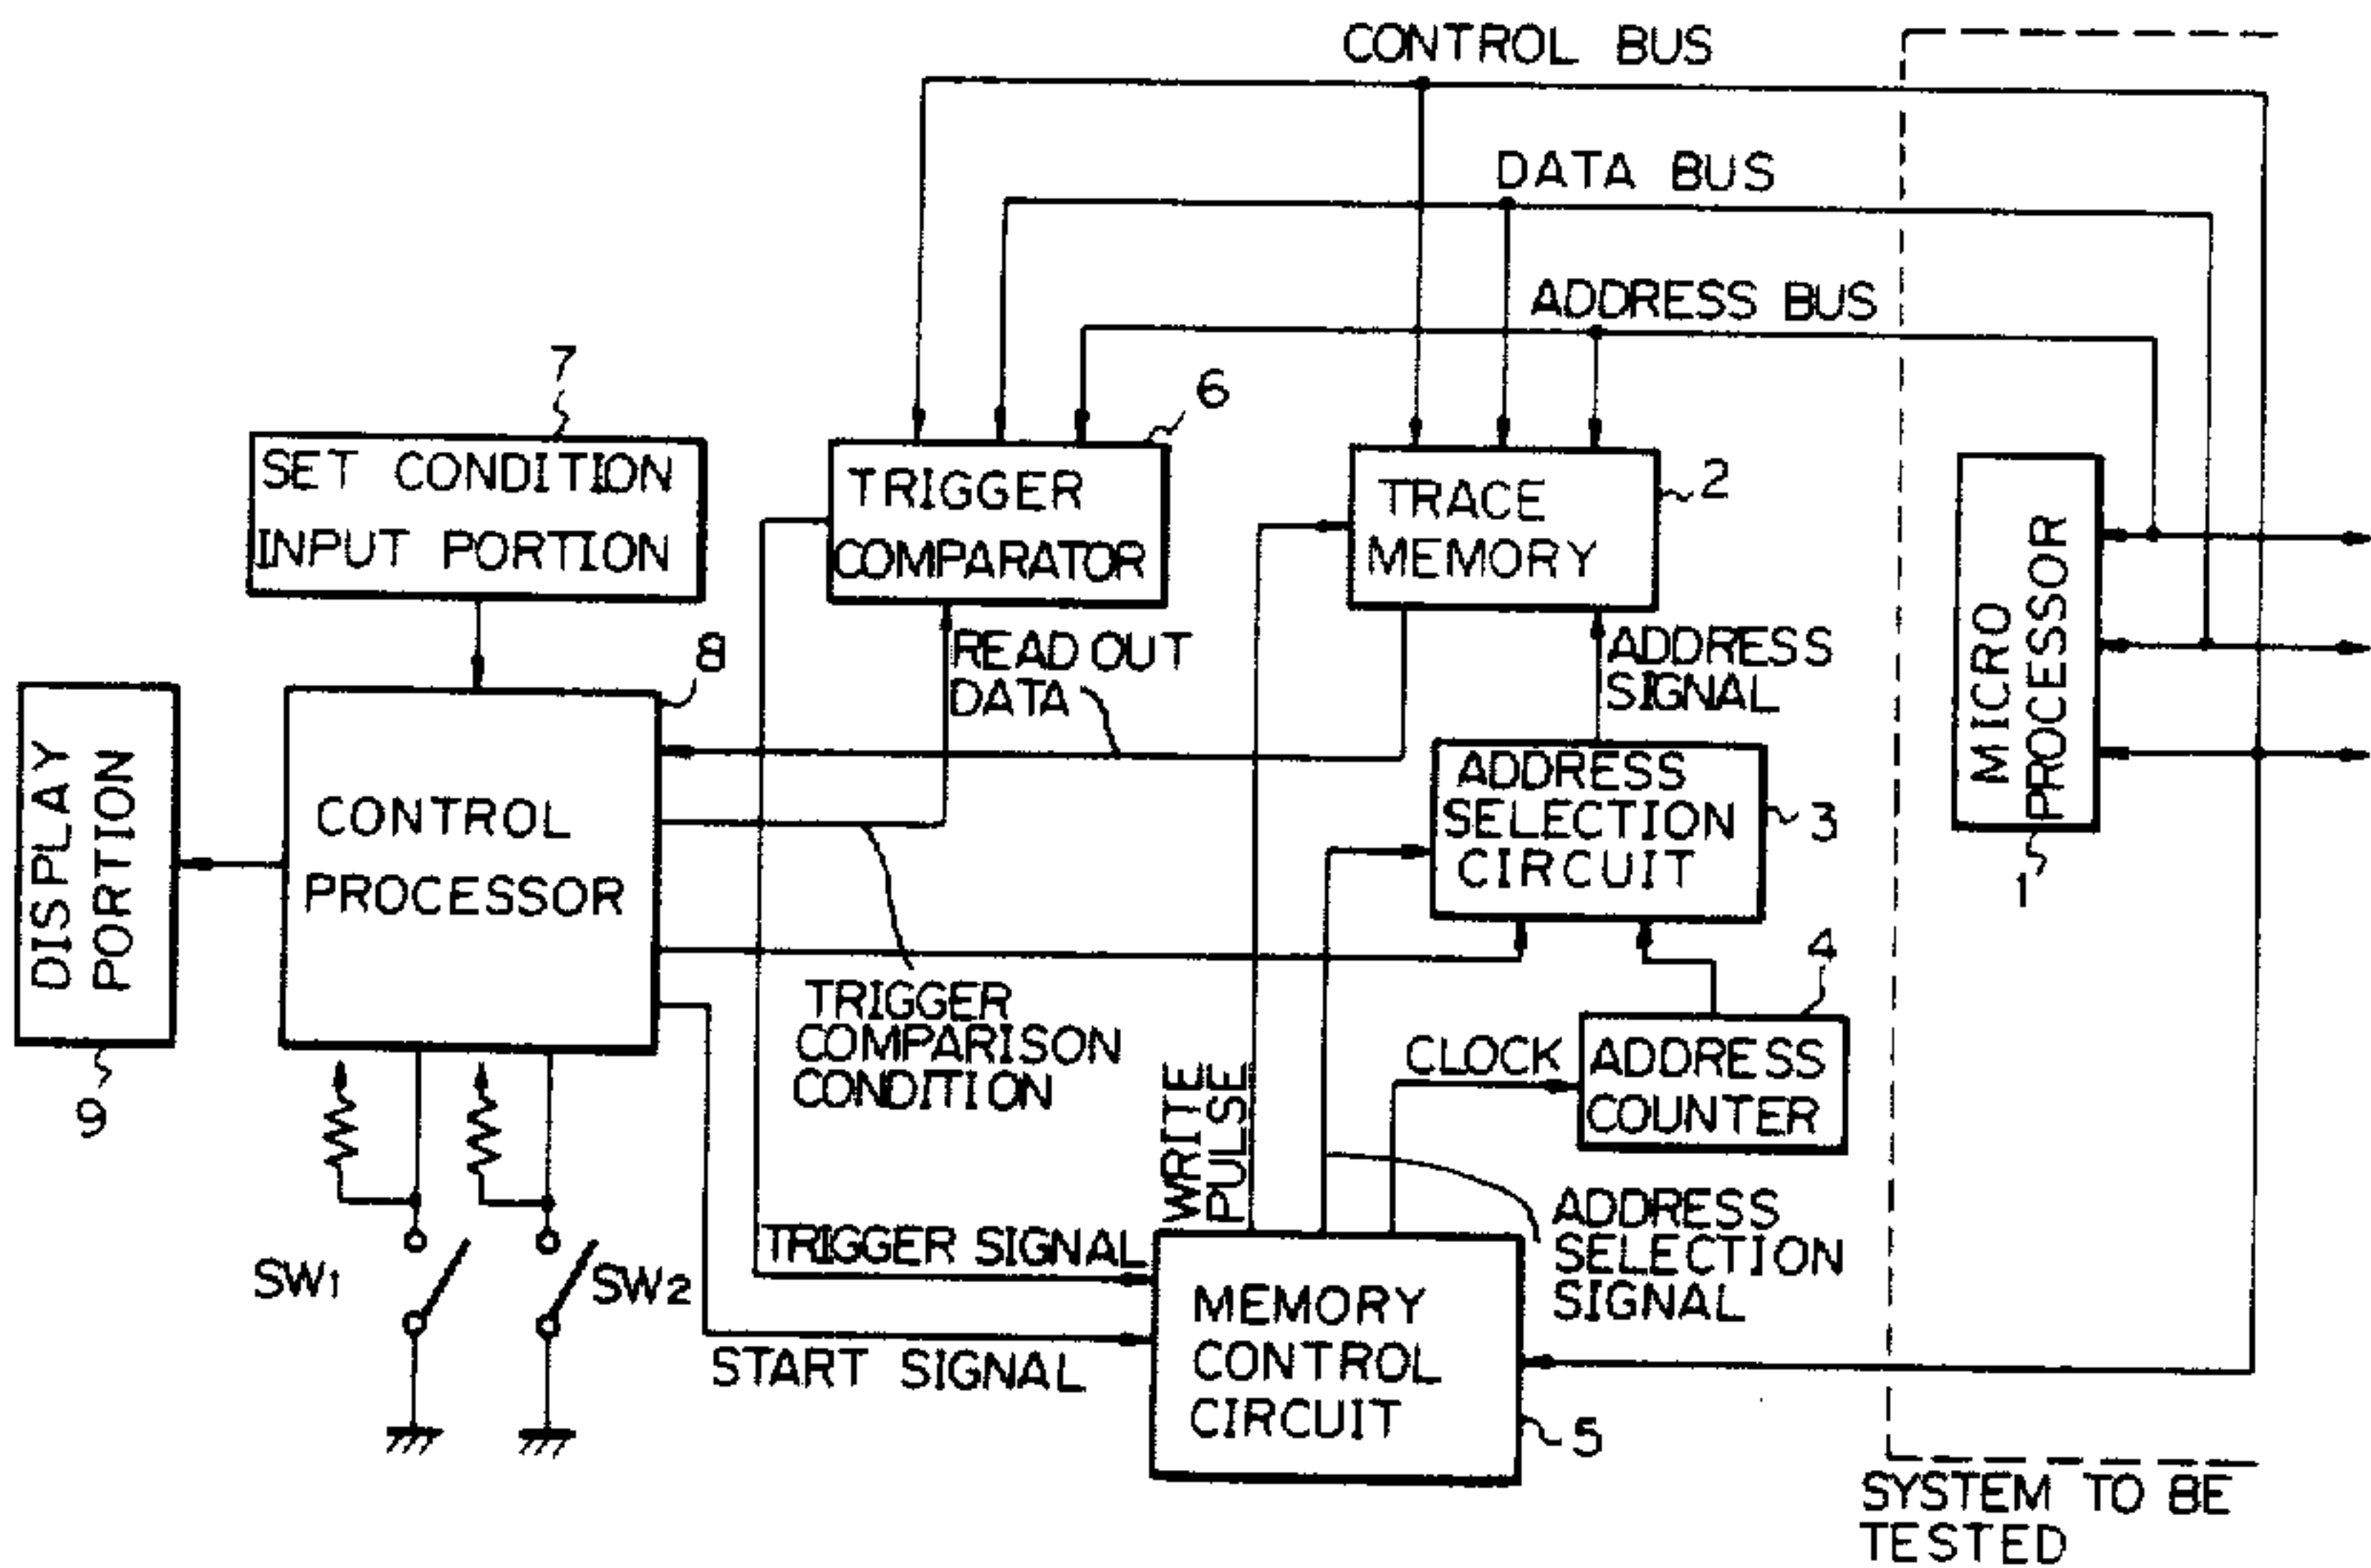 CONTROL BUS
DATA BUS
ADDRESS BUS
7
SET CONDITION
INPUT PORTION
6
TRIGGER
COMPARATOR
2
TRACE
MEMORY
MICRO
PROCESSOR
1
8
READ OUT
DATA
ADDRESS
SIGNAL
DISPLAY
PORTION
9
CONTROL
PROCESSOR
ADDRESS
SELECTION
CIRCUIT
3
TRIGGER
COMPARISON
CONDITION
4
CLOCK
ADDRESS
COUNTER
WRITE
PULSE
ADDRESS
SELECTION
SIGNAL
SW1
SW2
TRIGGER SIGNAL
START SIGNAL
MEMORY
CONTROL
CIRCUIT
5
SYSTEM TO BE
TESTED